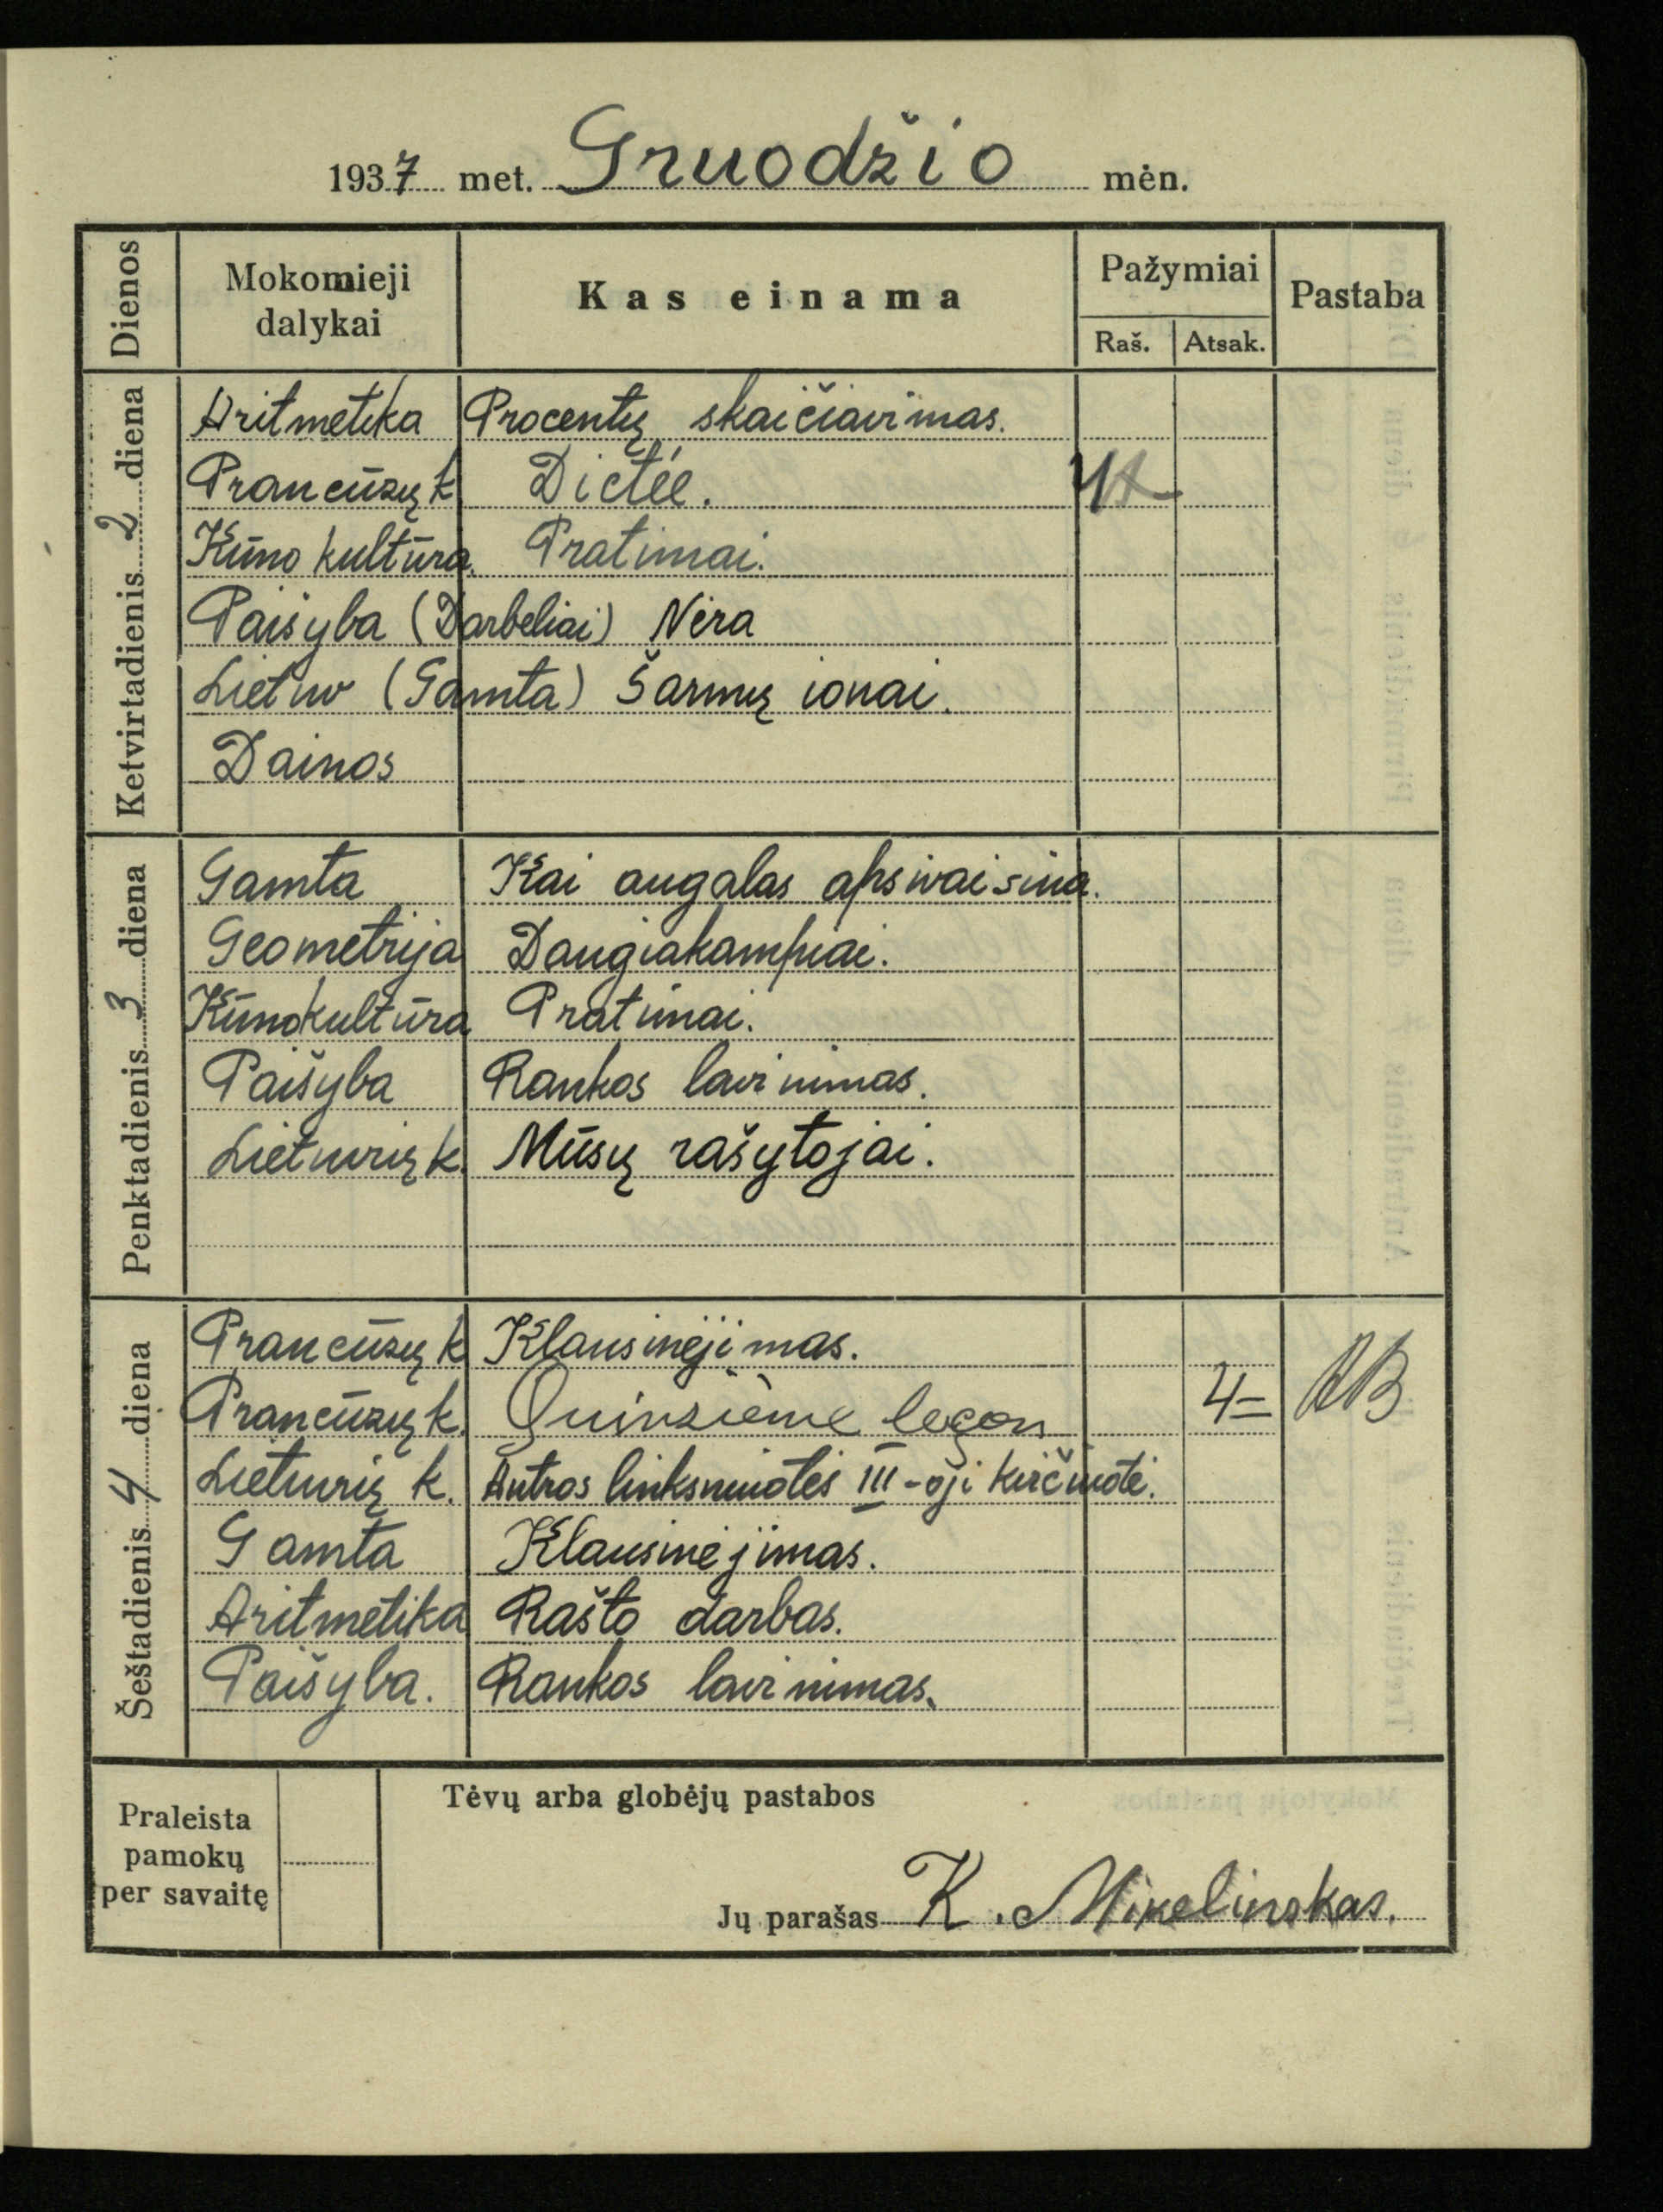 1937 met. Gruodžio mėn.
Dienos Mokomieji dalykai Kas einama Pažymiai Pastaba
Raš. Atsak.
Ketvirtadienis 2 diena
Aritmetika Procentų skaičiavimas.
Prancūzų k Dictée.
Kūno kultūra. Pratimai.
Paišyba (Darbeliai) Nėra
Lietuv (Gamta) Šarmų ionai.
Dainos
Penktadienis 3 diena
Gamta Kai augalas apsivaisina.
Geometrija Daugiakampiai.
Kūno kultūra Pratimai.
Paišyba Rankos lavinimas.
Lietuvių k. Mūsų rašytojai.
Šeštadienis 4 diena
Prancūzų k Klausinėjimas.
Prancūzų k. Quinzième leçon 4=
Lietuvių k. Antros linksniuotės III-oji kirčiuotė.
Gamta Klausinėjimas.
Aritmetika Rašto darbas.
Paišyba. Rankos lavinimas.
Praleista pamokų per savaitę
Tėvų arba globėjų pastabos
Jų parašas K. Mikelinskas.